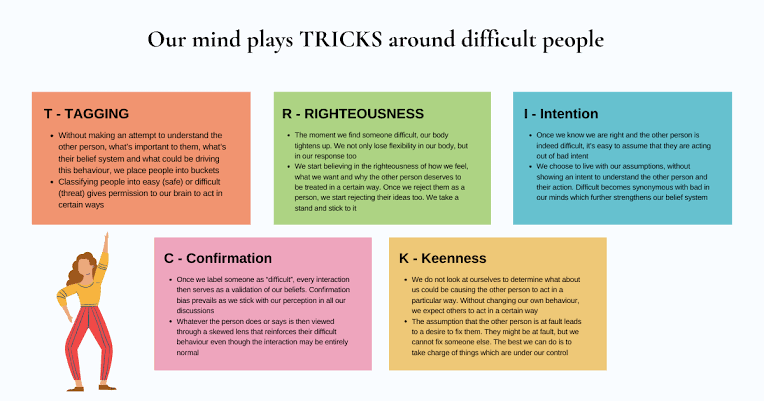 Our mind plays TRICKS around difficult people
T - TAGGING
• Without making an attempt to understand the
other person, what's important to them, what's
their belief system and what could be driving
this behaviour, we place people into buckets
• Classifying people into easy (safe) or difficult
(threat) gives permission to our brain to act in
certain ways
R - RIGHTEOUSNESS
• The moment we find someone difficult, our body
tightens up. We not only lose flexibility in our body, but
in our response too
• We start believing in the righteousness of how we feel,
what we want and why the other person deserves to
be treated in a certain way. Once we reject them as a
person, we start rejecting their ideas too. We take a
stand and stick to it
I - Intention
• Once we know we are right and the other person is
indeed difficult, it's easy to assume that they are acting
out of bad intent
• We choose to live with our assumptions, without
showing an intent to understand the other person and
their action. Difficult becomes synonymous with bad in
our minds which further strengthens our belief system
C - Confirmation
• Once we label someone as "difficult", every interaction
then serves as a validation of our beliefs. Confirmation
bias prevails as we stick with our perception in all our
discussions
• Whatever the person does or says is then viewed
through a skewed lens that reinforces their difficult
behaviour even though the interaction may be entirely
normal
K - Keenness
• We do not look at ourselves to determine what about
us could be causing the other person to act in a
particular way. Without changing our own behaviour,
we expect others to act in a certain way
• The assumption that the other person is at fault leads
to a desire to fix them. They might be at fault, but we
cannot fix someone else. The best we can do is to
take charge of things which are under our control